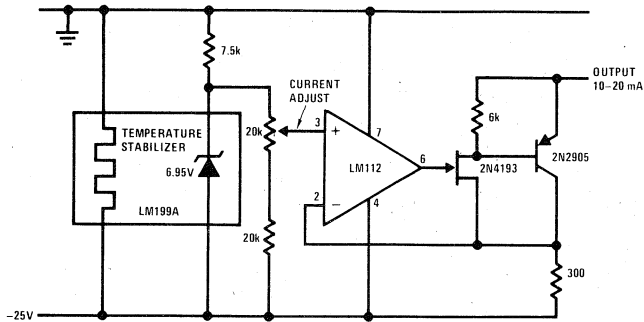 7.5k
CURRENT
ADJUST
OUTPUT
10–20 mA
6k
TEMPERATURE
STABILIZER
20k
3
+
7
LM112
6
2N4193
2N2905
6.95V
2
–
4
LM199A
20k
300
–25V